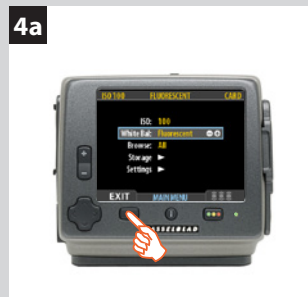 4a
ISO 100 FLUORESCENT CARD
ISO: 100
White Bal: Fluorescent
Browse: All
Storage
Settings
EXIT MAIN MENU
HASSELBLAD